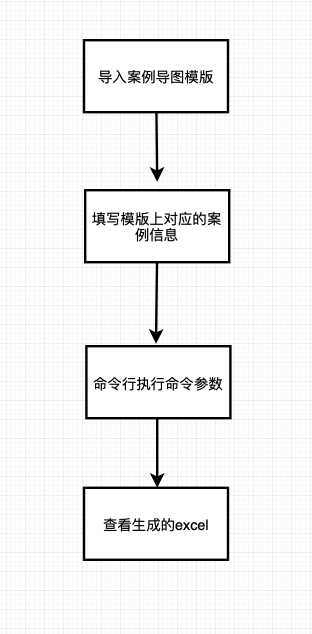 导入案例导图模版
填写模版上对应的案
例信息
命令行执行命令参数
查看生成的excel